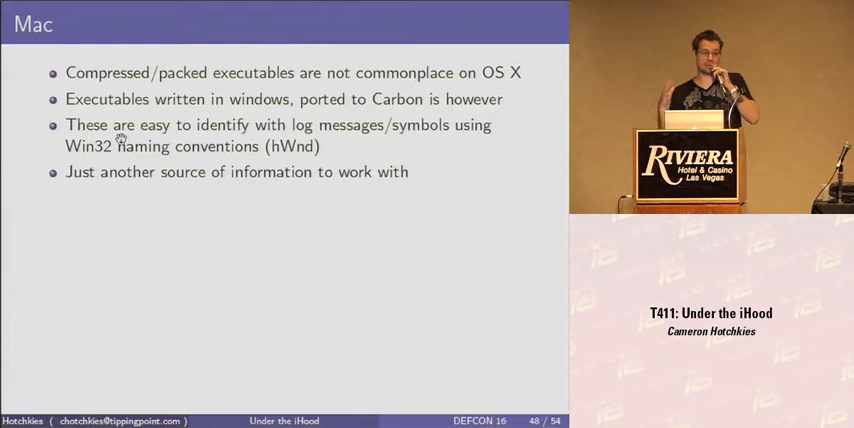 Mac
Compressed/packed executables are not commonplace on OS X
Executables written in windows, ported to Carbon is however
These are easy to identify with log messages/symbols using
Win32 naming conventions (hWnd)
Just another source of information to work with
Hotchkies ( chotchkies@tippingpoint.com ) Under the iHood DEFCON 16 48 / 54
RIVIERA
Hotel & Casino
Las Vegas
T411: Under the iHood
Cameron Hotchkies